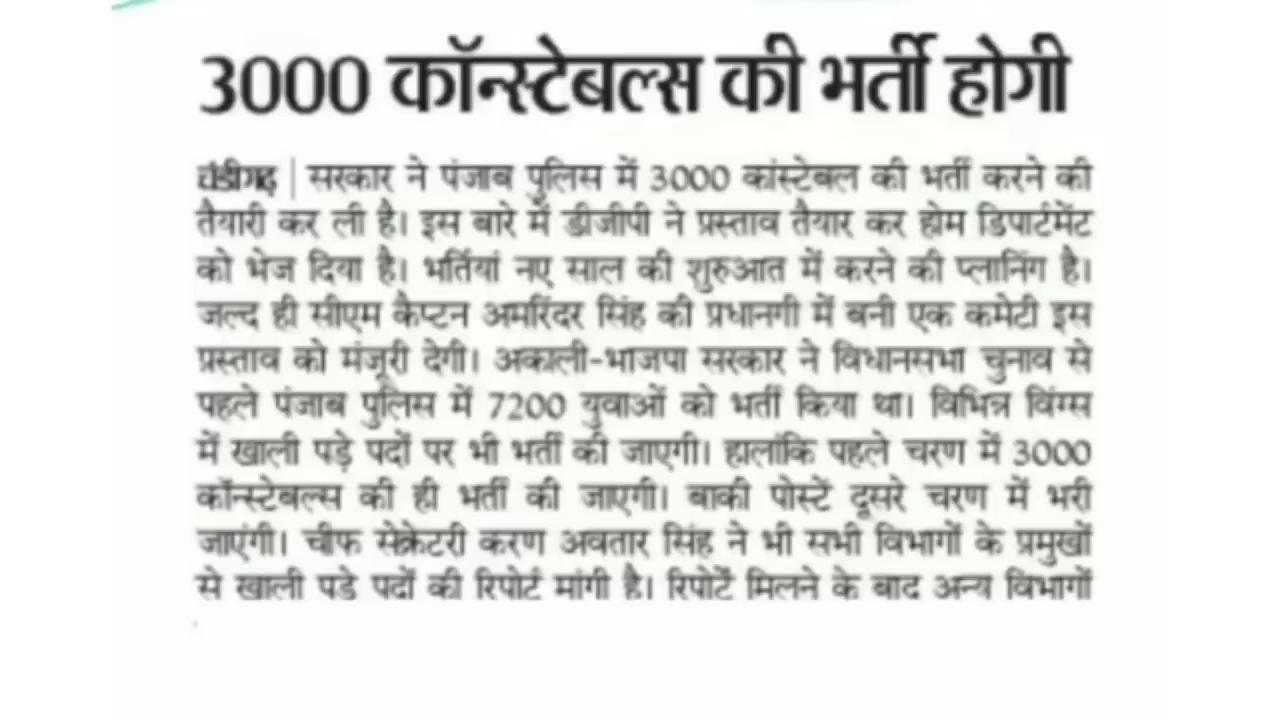 3000 कॉन्स्टेबल्स की भर्ती होगी
चंडीगढ़ | सरकार ने पंजाब पुलिस में 3000 कांस्टेबल की भर्ती करने की
तैयारी कर ली है। इस बारे में डीजीपी ने प्रस्ताव तैयार कर होम डिपार्टमेंट
को भेज दिया है। भर्तियां नए साल की शुरुआत में करने की प्लानिंग है।
जल्द ही सीएम कैप्टन अमरिंदर सिंह की प्रधानगी में बनी एक कमेटी इस
प्रस्ताव को मंजूरी देगी। अकाली-भाजपा सरकार ने विधानसभा चुनाव से
पहले पंजाब पुलिस में 7200 युवाओं को भर्ती किया था। विभिन्न विंग्स
में खाली पड़े पदों पर भी भर्ती की जाएगी। हालांकि पहले चरण में 3000
कॉन्स्टेबल्स की ही भर्ती की जाएगी। बाकी पोस्टें दूसरे चरण में भरी
जाएंगी। चीफ सेक्रेटरी करण अवतार सिंह ने भी सभी विभागों के प्रमुखों
से खाली पडे पदों की रिपोर्ट मांगी है। रिपोर्टें मिलने के बाद अन्य विभागों